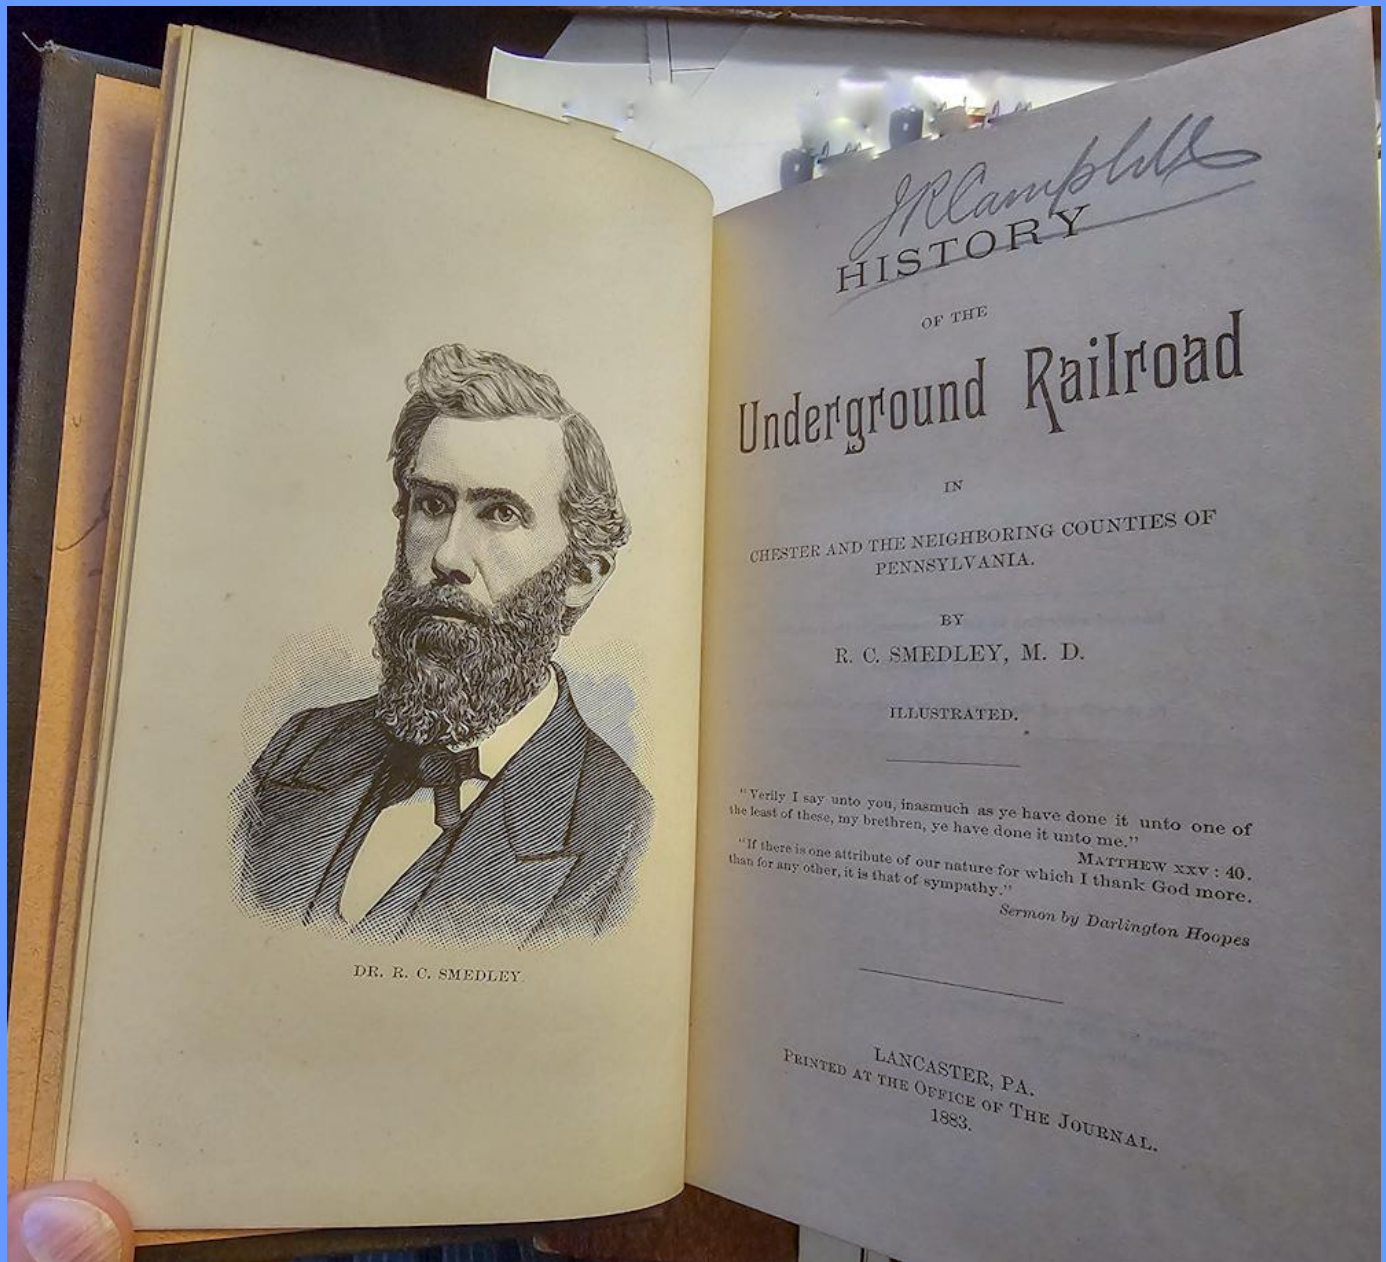 DR. R. C. SMEDLEY.
J R Campbell
HISTORY
OF THE
Underground Railroad
IN
CHESTER AND THE NEIGHBORING COUNTIES OF
PENNSYLVANIA.
BY
R. C. SMEDLEY, M. D.
ILLUSTRATED.
"Verily I say unto you, inasmuch as ye have done it unto one of
the least of these, my brethren, ye have done it unto me."
MATTHEW XXV : 40.
"If there is one attribute of our nature for which I thank God more.
than for any other, it is that of sympathy."
Sermon by Darlington Hoopes
LANCASTER, PA.
PRINTED AT THE OFFICE OF THE JOURNAL.
1883.